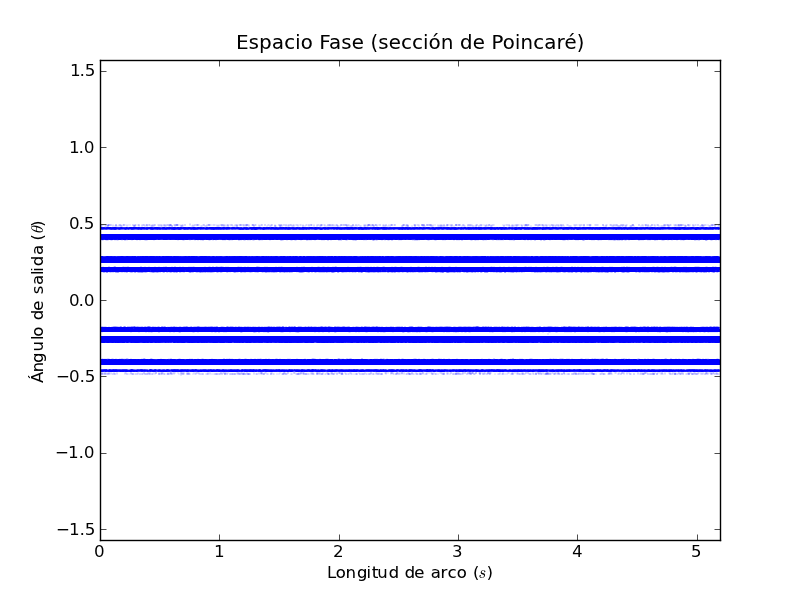 Espacio Fase (sección de Poincaré)
1.5
1.0
0.5
0.0
−0.5
−1.0
−1.5
Ángulo de salida (θ)
0 1 2 3 4 5
Longitud de arco (s)